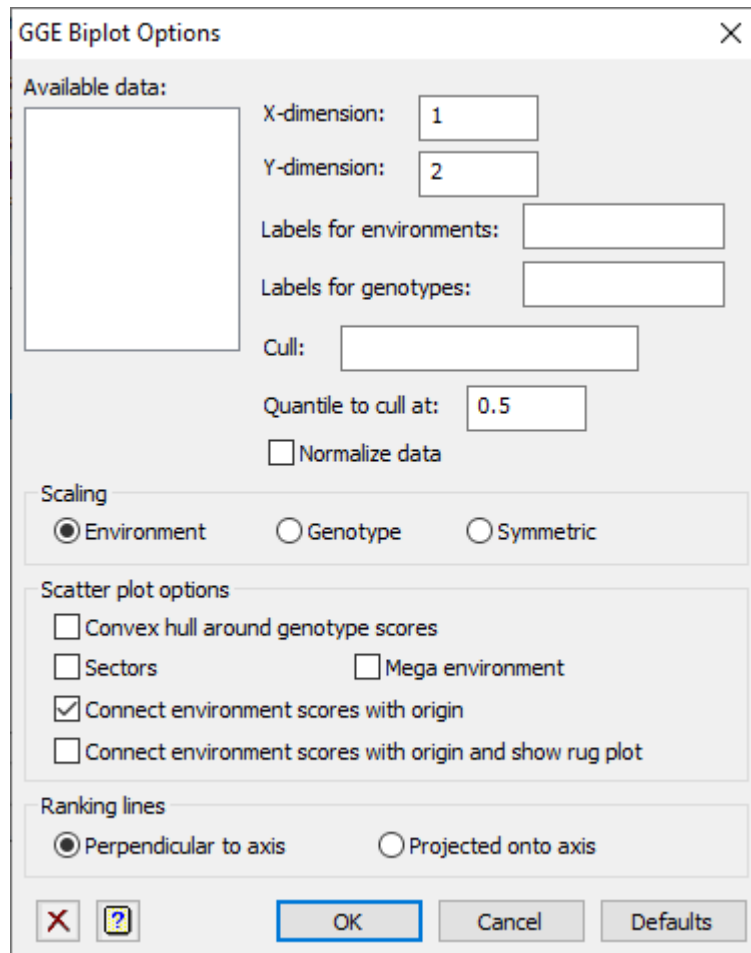 GGE Biplot Options
Available data:
X-dimension: 1
Y-dimension: 2
Labels for environments:
Labels for genotypes:
Cull:
Quantile to cull at: 0.5
Normalize data
Scaling
Environment Genotype Symmetric
Scatter plot options
Convex hull around genotype scores
Sectors Mega environment
Connect environment scores with origin
Connect environment scores with origin and show rug plot
Ranking lines
Perpendicular to axis Projected onto axis
? OK Cancel Defaults